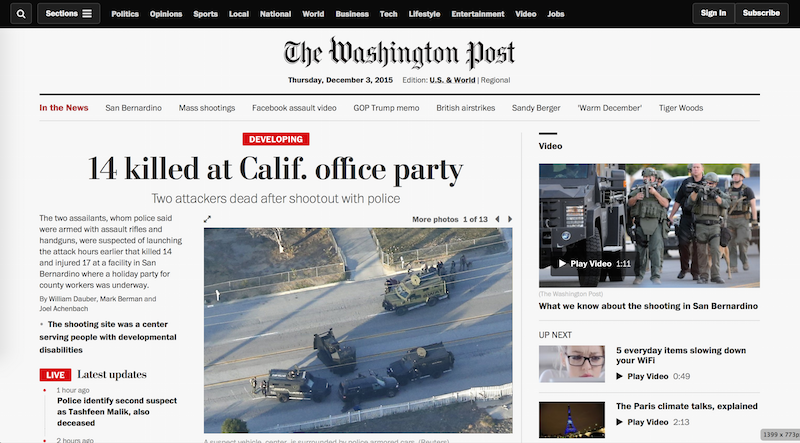 Sections
Politics Opinions Sports Local National World Business Tech Lifestyle Entertainment Video Jobs
Sign In Subscribe
The Washington Post
Thursday, December 3, 2015 Edition: U.S. & World | Regional
In the News San Bernardino Mass shootings Facebook assault video GOP Trump memo British airstrikes Sandy Berger 'Warm December' Tiger Woods
DEVELOPING
14 killed at Calif. office party
Two attackers dead after shootout with police
The two assailants, whom police said
were armed with assault rifles and
handguns, were suspected of launching
the attack hours earlier that killed 14
and injured 17 at a facility in San
Bernardino where a holiday party for
county workers was underway.
By William Dauber, Mark Berman and
Joel Achenbach
• The shooting site was a center
serving people with developmental
disabilities
LIVE Latest updates
1 hour ago
Police identify second suspect
as Tashfeen Malik, also
deceased
2 hours ago
More photos 1 of 13
A suspect vehicle, center, is surrounded by police armored cars. (Reuters)
Video
Play Video 1:11
(The Washington Post)
What we know about the shooting in San Bernardino
UP NEXT
5 everyday items slowing down
your WiFi
Play Video 0:49
The Paris climate talks, explained
Play Video 2:13
1399 x 773p